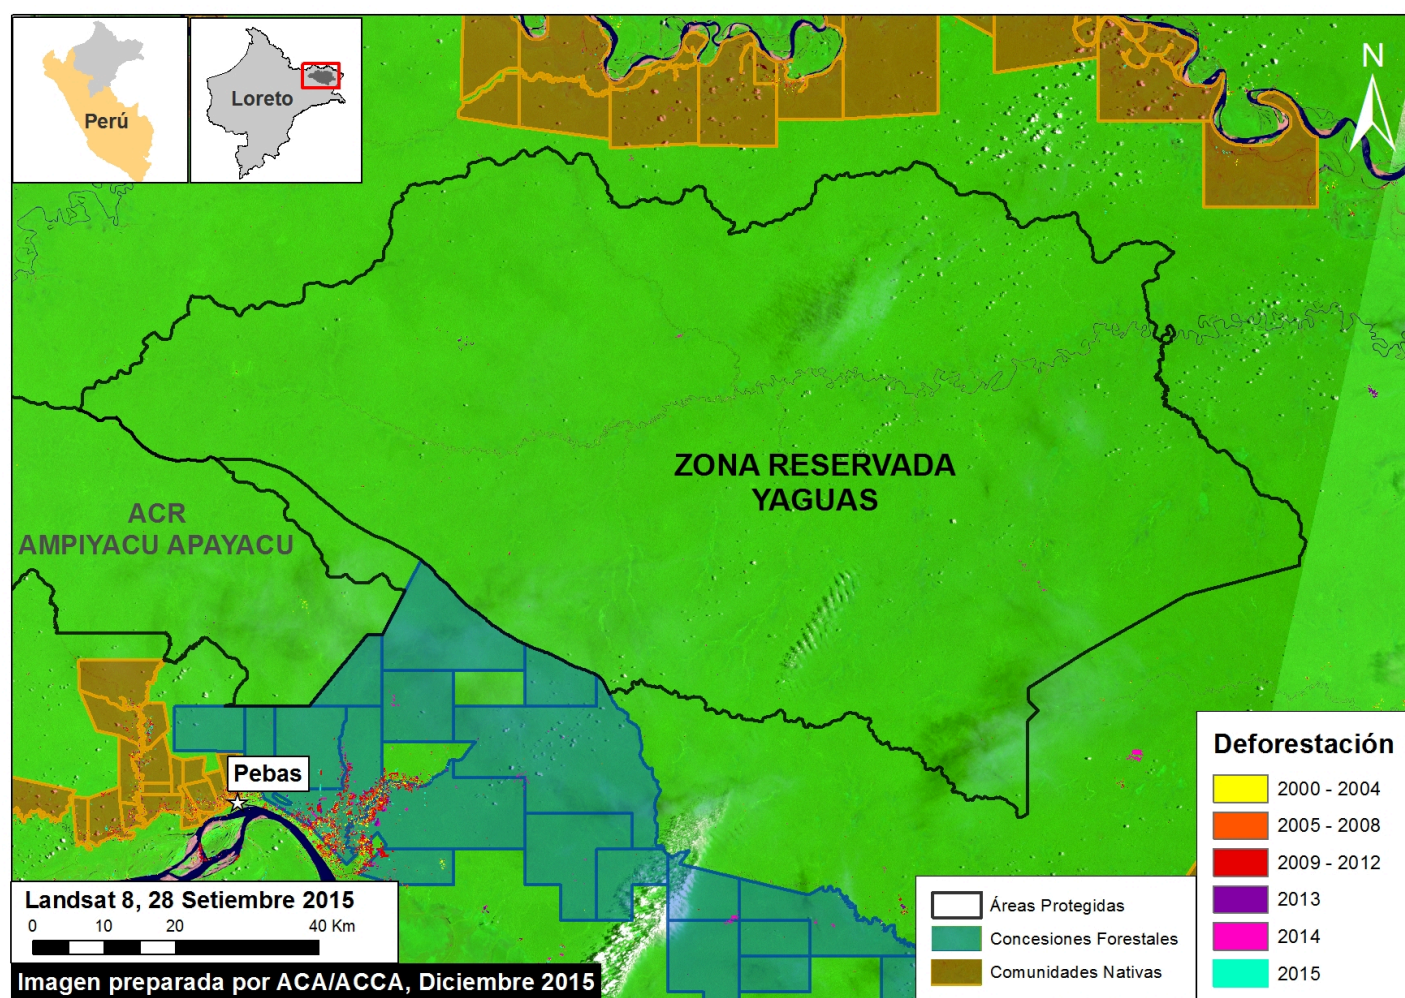 Perú
Loreto
N
ZONA RESERVADA
YAGUAS
ACR
AMPIYACU APAYACU
Pebas
Landsat 8, 28 Setiembre 2015
0 10 20 40 Km
Imagen preparada por ACA/ACCA, Diciembre 2015
Áreas Protegidas
Concesiones Forestales
Comunidades Nativas
Deforestación
2000 - 2004
2005 - 2008
2009 - 2012
2013
2014
2015